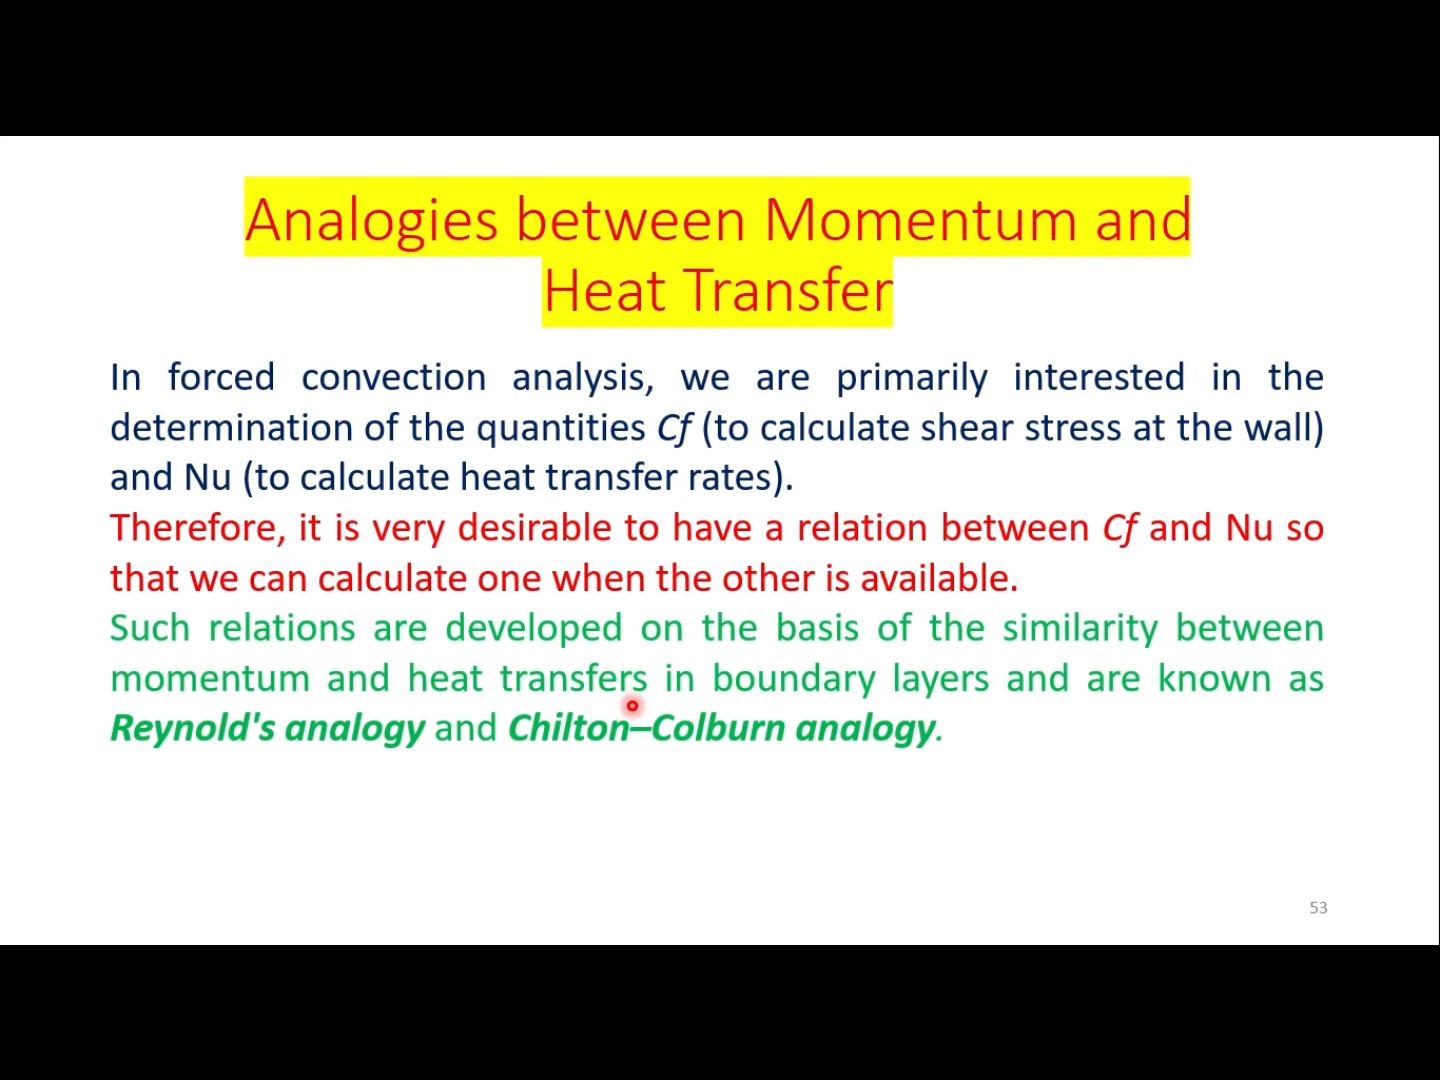 Analogies between Momentum and
Heat Transfer
In forced convection analysis, we are primarily interested in the
determination of the quantities Cf (to calculate shear stress at the wall)
and Nu (to calculate heat transfer rates).
Therefore, it is very desirable to have a relation between Cf and Nu so
that we can calculate one when the other is available.
Such relations are developed on the basis of the similarity between
momentum and heat transfers in boundary layers and are known as
Reynold's analogy and Chilton–Colburn analogy.
53